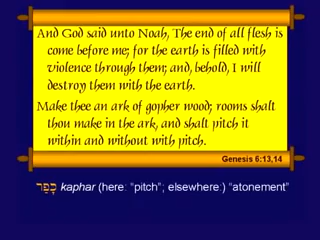 And God said unto Noah, The end of all flesh is
come before me; for the earth is filled with
violence through them; and, behold, I will
destroy them with the earth.
Make thee an ark of gopher wood; rooms shalt
thou make in the ark, and shalt pitch it
within and without with pitch.
Genesis 6:13,14
כָּפַר kaphar (here: "pitch"; elsewhere:) "atonement"